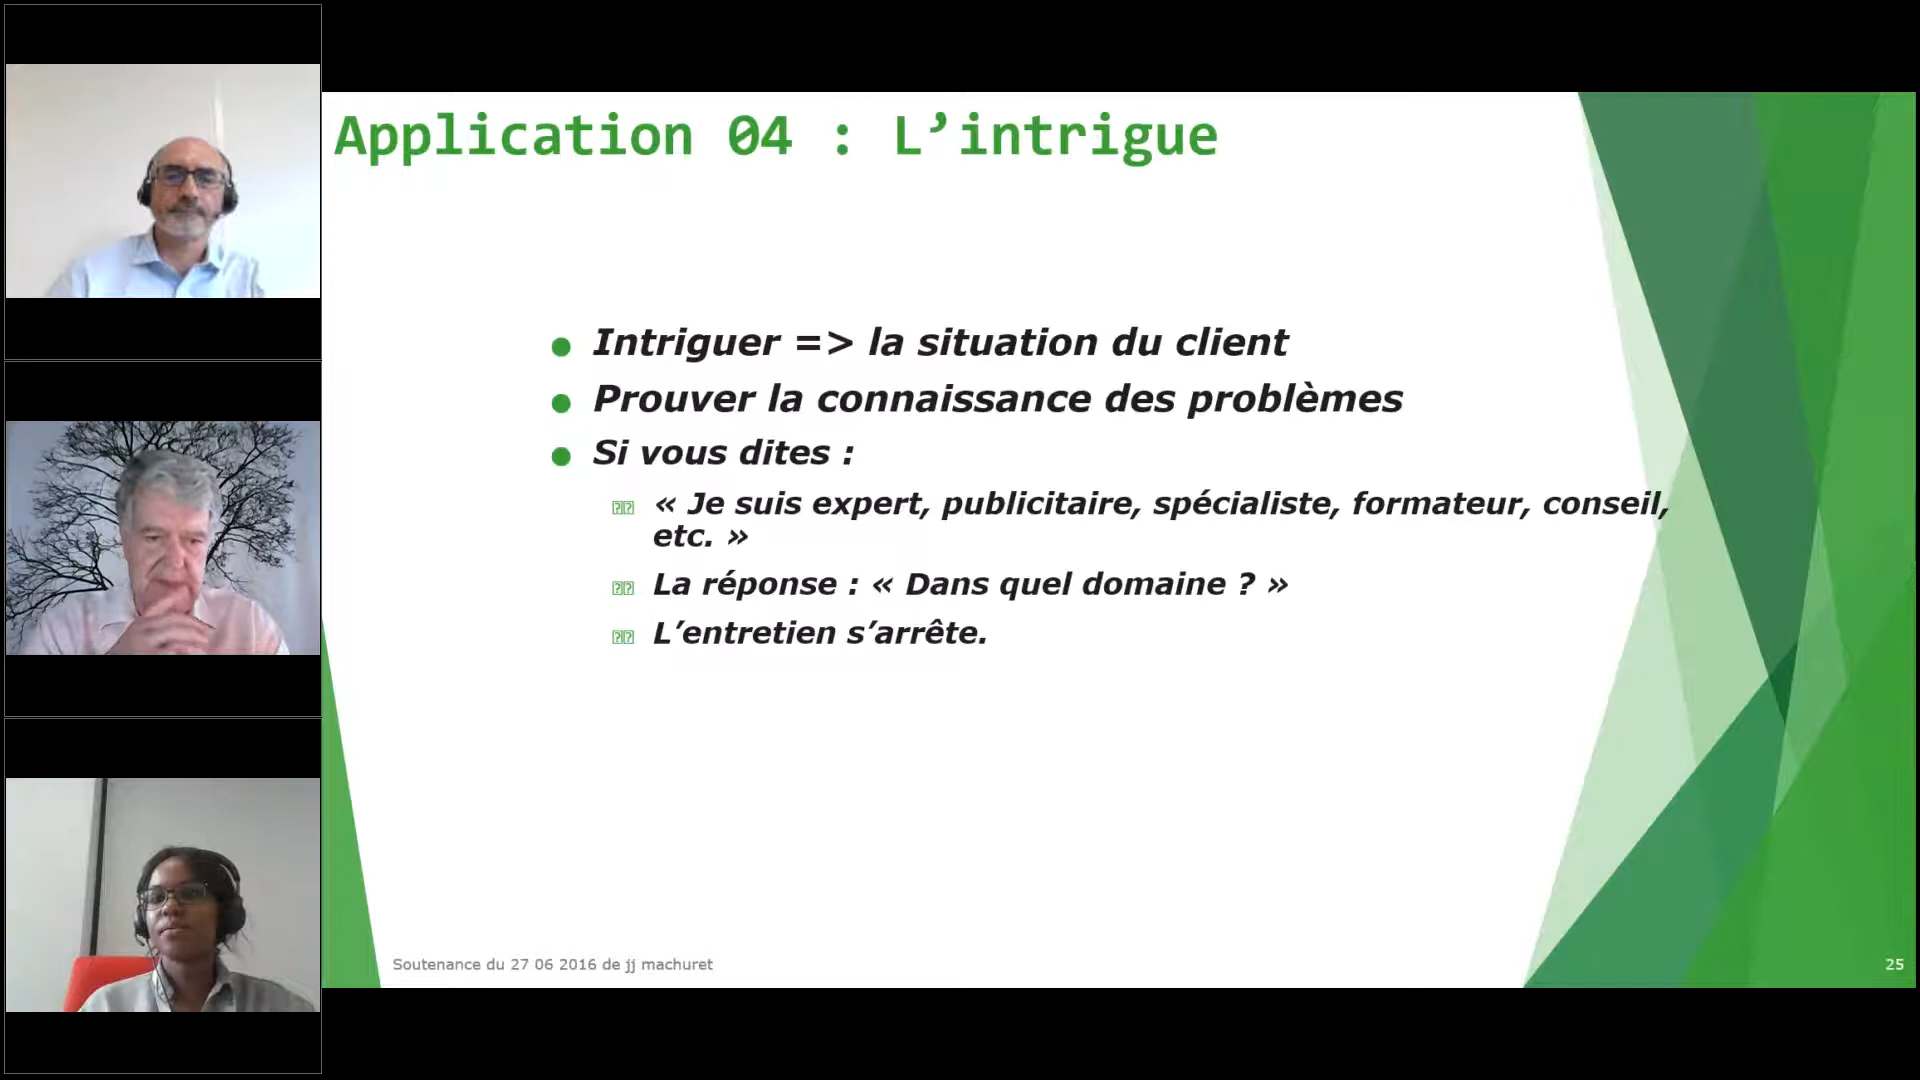 Application 04 : L’intrigue
Intriguer => la situation du client
Prouver la connaissance des problèmes
Si vous dites :
« Je suis expert, publicitaire, spécialiste, formateur, conseil,
etc. »
La réponse : « Dans quel domaine ? »
L’entretien s’arrête.
Soutenance du 27 06 2016 de jj machuret
25